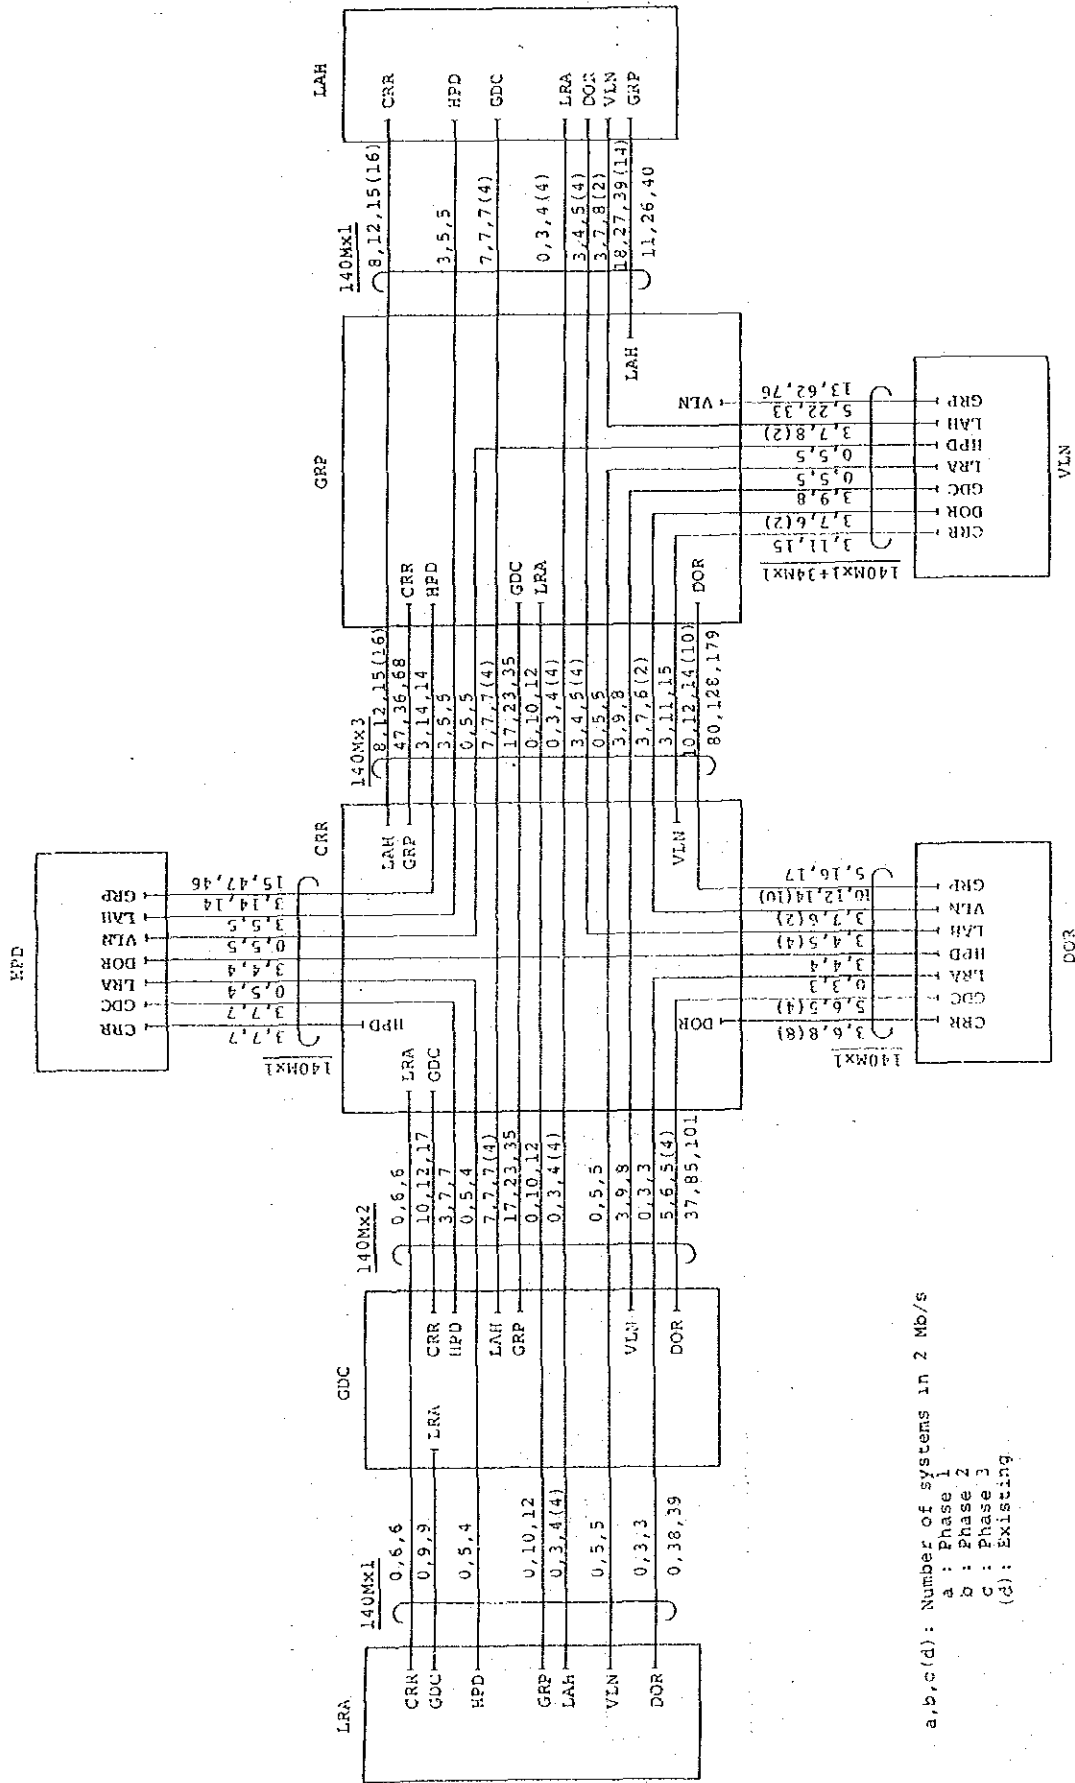 LRA
CRR
GDC
HPD
GRP
LAH
VLN
DOR
140Mx1
0,6,6
0,9,9
0,5,4
0,10,12
0,3,4(4)
0,5,5
0,3,3
0,38,39
GDC
LRA
CRR
HPD
LAH
GRP
VLN
DOR
140Mx2
0,6,6
10,12,17
3,7,7
0,5,4
7,7,7(4)
17,23,35
0,10,12
0,3,4(4)
0,5,5
3,9,8
0,3,3
5,6,5(4)
37,85,101
HPD
CRR
GDC
LRA
DOR
VLN
LAH
GRP
140Mx1
3,7,7
3,7,7
0,5,4
3,4,4
0,5,5
3,5,5
3,14,14
15,47,46
CRR
LRA
GDC
HPD
DOR
LAH
GRP
VLN
140Mx1
3,6,8(8)
5,6,5(4)
0,3,3
3,4,4
3,4,5(4)
3,7,6(2)
10,12,14(10)
5,16,17
CRR
GDC
LRA
HPD
LAH
VLN
GRP
DOR
140Mx3
8,12,15(16)
47,36,68
3,14,14
3,5,5
0,5,5
7,7,7(4)
17,23,35
0,10,12
0,3,4(4)
3,4,5(4)
0,5,5
3,9,8
3,7,6(2)
3,11,15
10,12,14(10)
80,128,179
GRP
CRR
HPD
GDC
LRA
DOR
VLN
LAH
140Mx1+34Mx1
3,11,15
3,7,6(2)
3,9,8
0,5,5
0,5,5
3,7,8(2)
5,22,33
13,62,76
CRR
DOR
GDC
LRA
HPD
LAH
GRP
VLN
140Mx1
8,12,15(16)
3,5,5
7,7,7(4)
0,3,4(4)
3,4,5(4)
3,7,8(2)
18,27,39(14)
11,26,40
LAH
CRR
HPD
GDC
LRA
DOR
VLN
GRP
a,b,c(d): Number of systems in 2 Mb/s
a : Phase 1
b : Phase 2
c : Phase 3
(d): Existing